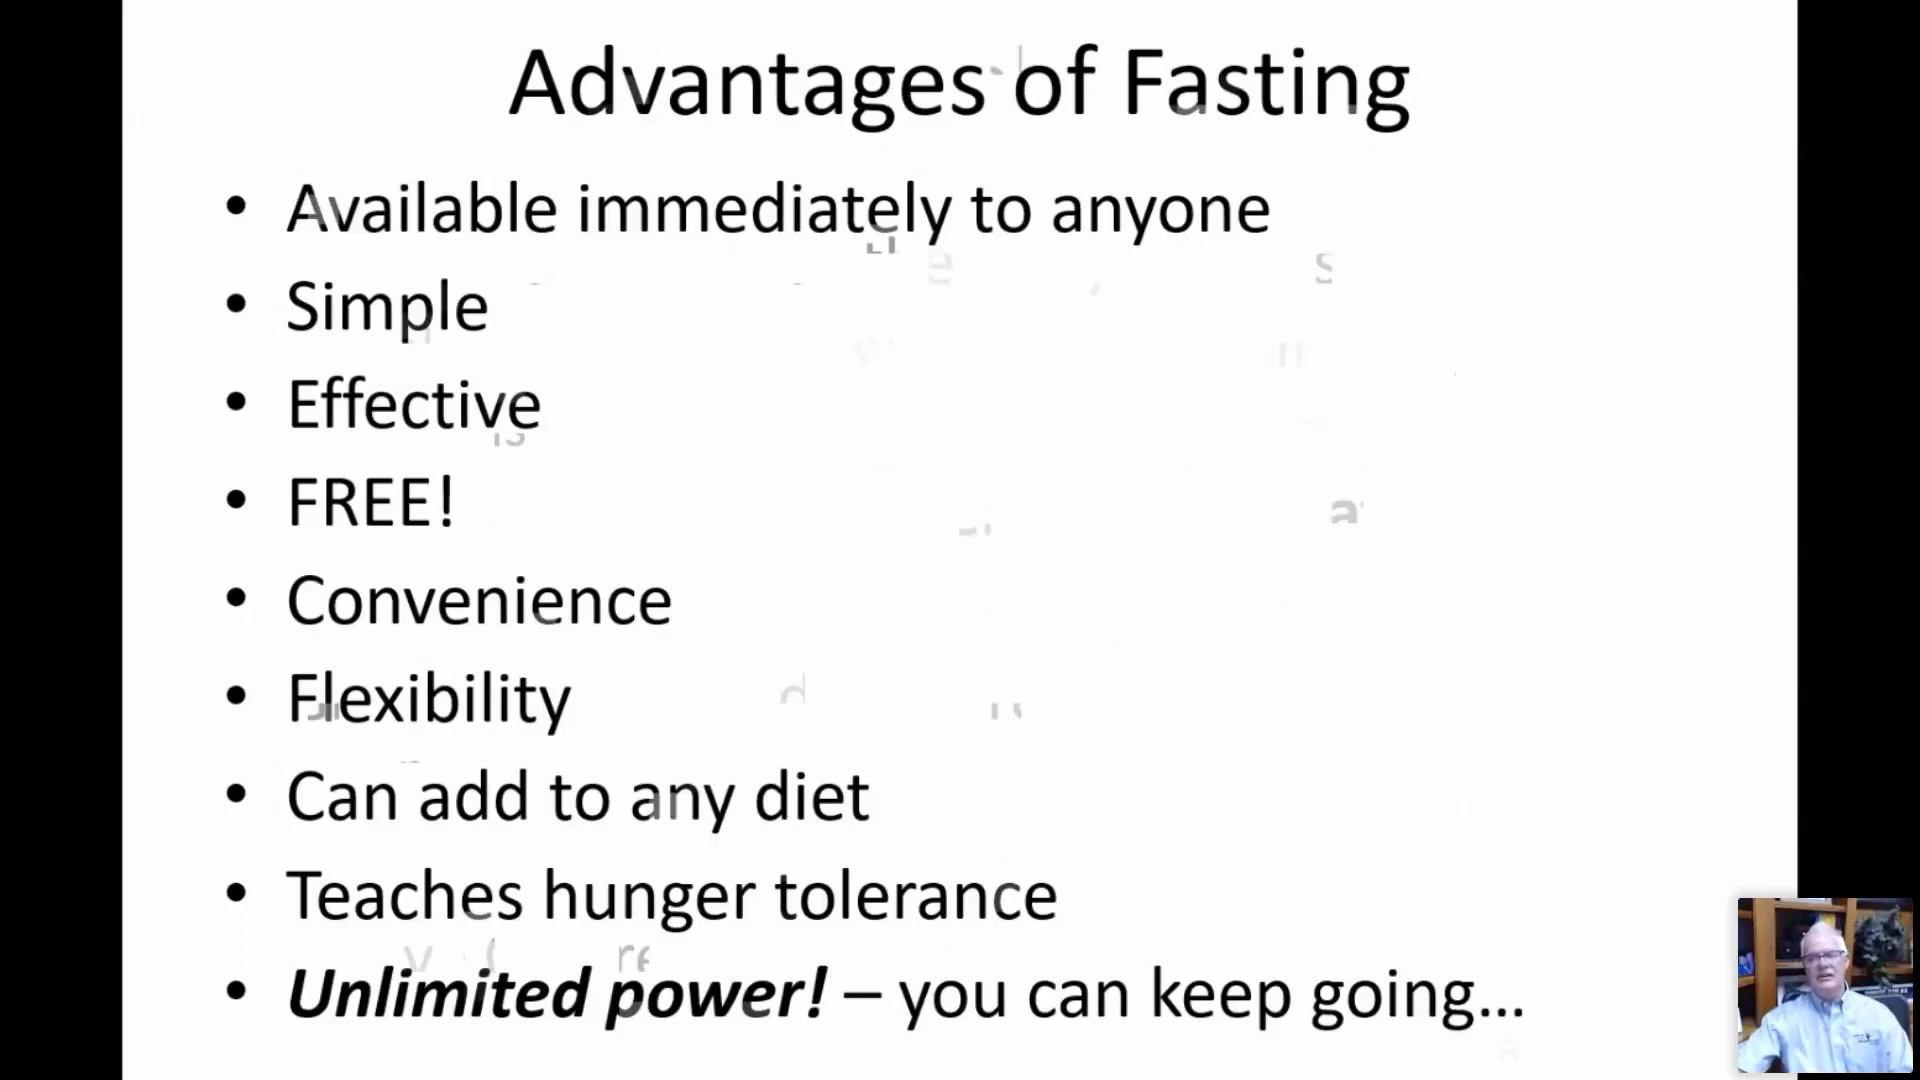 Advantages of Fasting
• Available immediately to anyone
• Simple
• Effective
• FREE!
• Convenience
• Flexibility
• Can add to any diet
• Teaches hunger tolerance
• Unlimited power! – you can keep going...